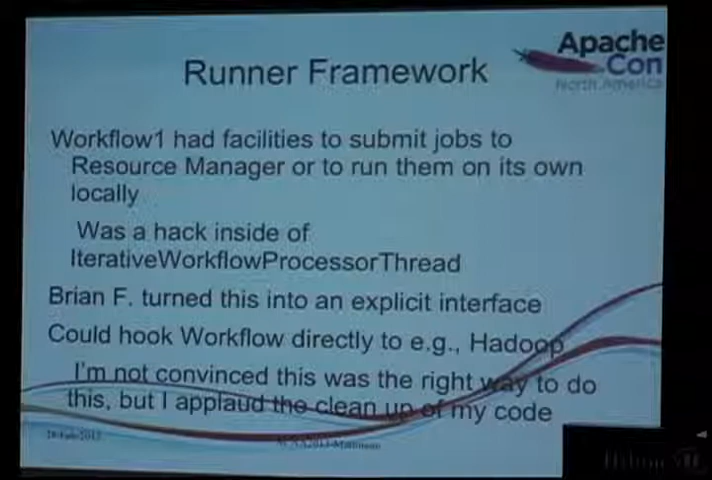 Apache
Con
North America
Runner Framework
Workflow1 had facilities to submit jobs to
Resource Manager or to run them on its own
locally
Was a hack inside of
IterativeWorkflowProcessorThread
Brian F. turned this into an explicit interface
Could hook Workflow directly to e.g., Hadoop
I'm not convinced this was the right way to do
this, but I applaud the clean up of my code